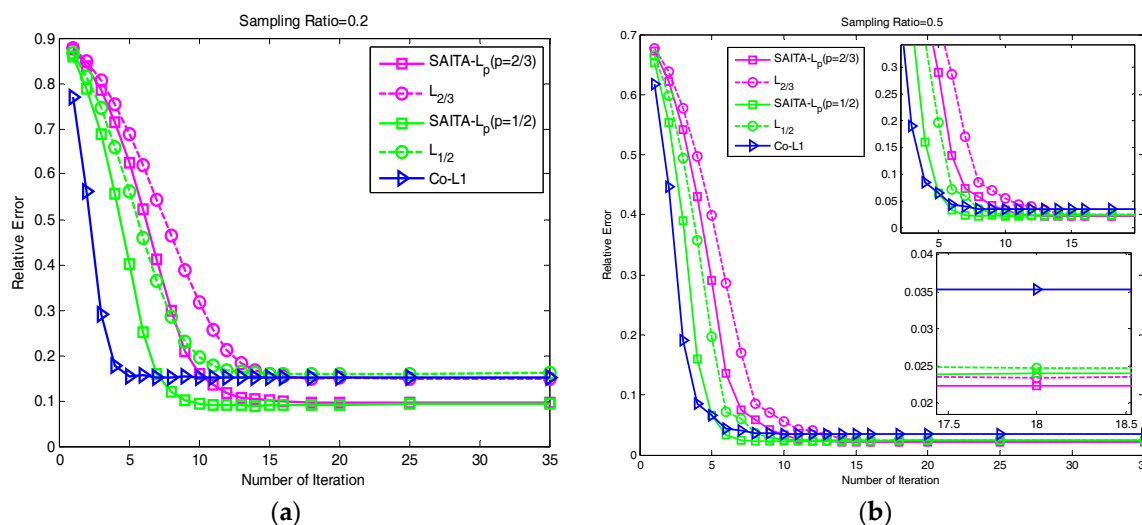 Sampling Ratio=0.2
0.9
0.8
0.7
0.6
0.5
0.4
0.3
0.2
0.1
0
Relative Error
SAITA-Lp(p=2/3)
L2/3
SAITA-Lp(p=1/2)
L1/2
Co-L1
0 5 10 15 20 25 30 35
Number of Iteration
(a)
Sampling Ratio=0.5
0.7
0.6
0.5
0.4
0.3
0.2
0.1
0.0
Relative Error
SAITA-Lp(p=2/3)
L2/3
SAITA-Lp(p=1/2)
L1/2
Co-L1
0.3
0.25
0.2
0.15
0.1
0.05
0
5 10 15
0.04
0.035
0.03
0.025
0.02
17.5 18 18.5
0 5 10 15 20 25 30 35
Number of Iteration
(b)